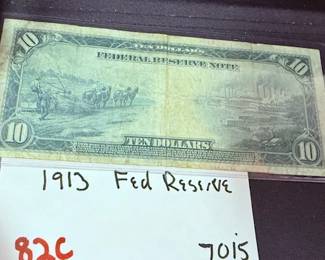 10 TEN DOLLARS 10
FEDERAL RESERVE NOTE
10 TEN DOLLARS 10
1913 Fed Reserve
82C 7015